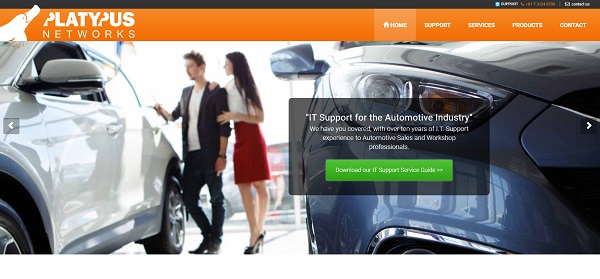 SUPPORT +61 7 3124 9789 contact us
PLATYPUS
NETWORKS
HOME SUPPORT SERVICES PRODUCTS CONTACT
"IT Support for the Automotive Industry"
We have you covered, with over ten years of I.T. Support
experience to Automotive Sales and Workshop
professionals.
Download our IT Support Service Guide >>